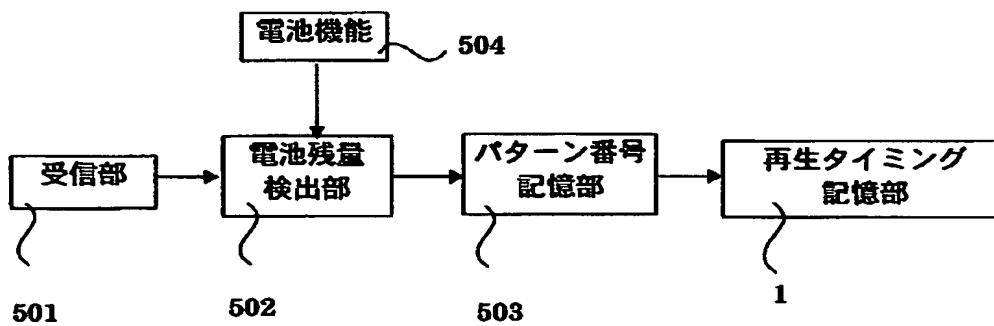 電池機能
504
受信部
電池残量
検出部
パターン番号
記憶部
再生タイミング
記憶部
501
502
503
1